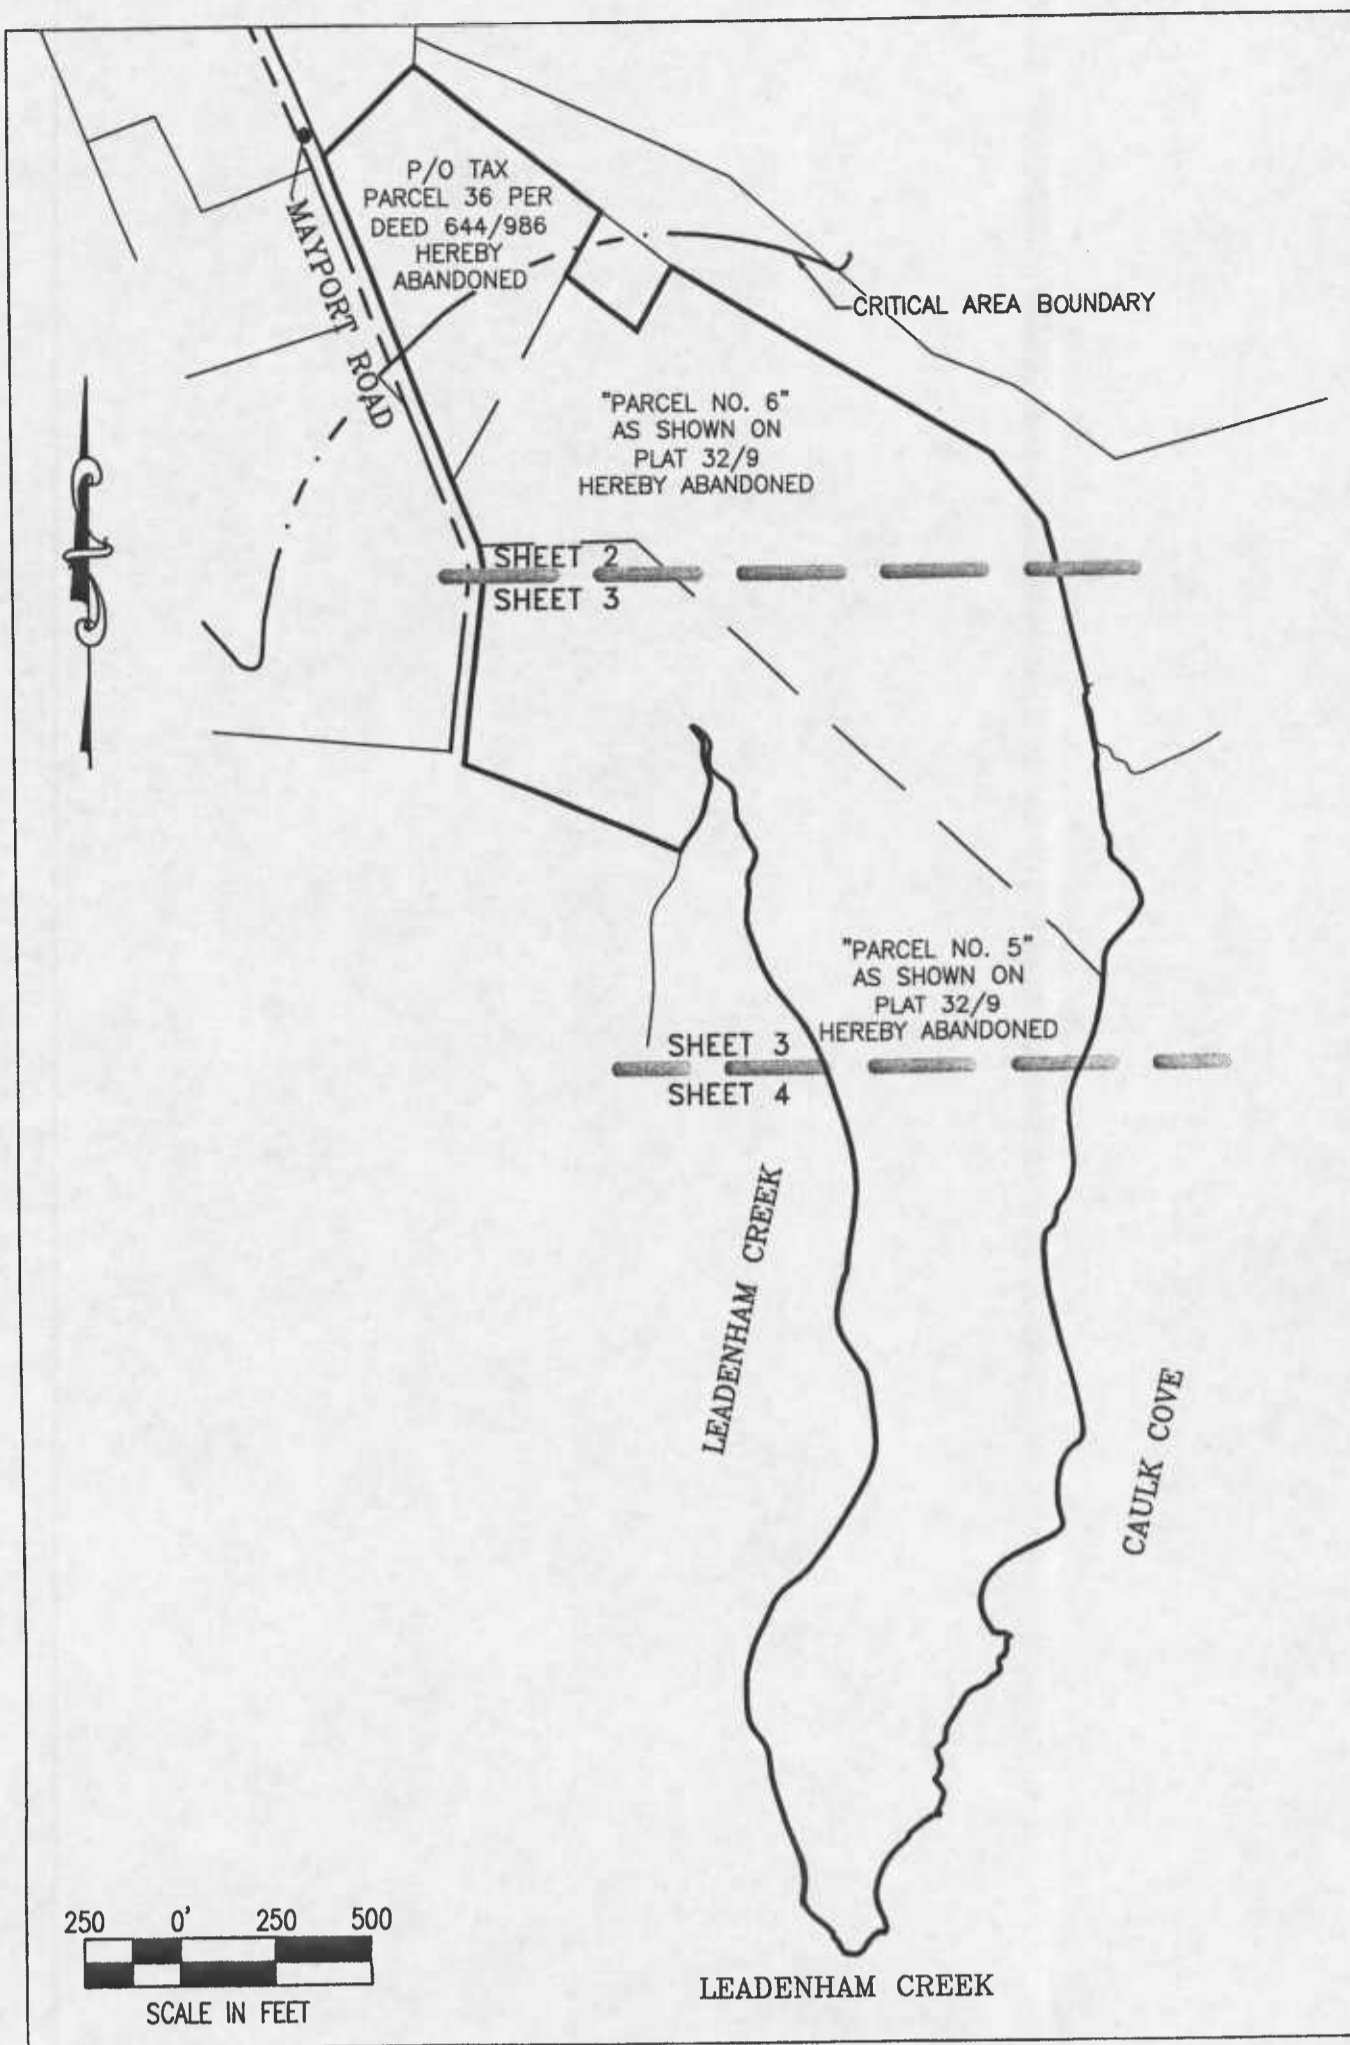 P/O TAX
PARCEL 36 PER
DEED 644/986
HEREBY
ABANDONED
MAYPORT ROAD
CRITICAL AREA BOUNDARY
"PARCEL NO. 6"
AS SHOWN ON
PLAT 32/9
HEREBY ABANDONED
SHEET 2
SHEET 3
"PARCEL NO. 5"
AS SHOWN ON
PLAT 32/9
HEREBY ABANDONED
SHEET 3
SHEET 4
LEADENHAM CREEK
CAULK COVE
250 0' 250 500
SCALE IN FEET
LEADENHAM CREEK